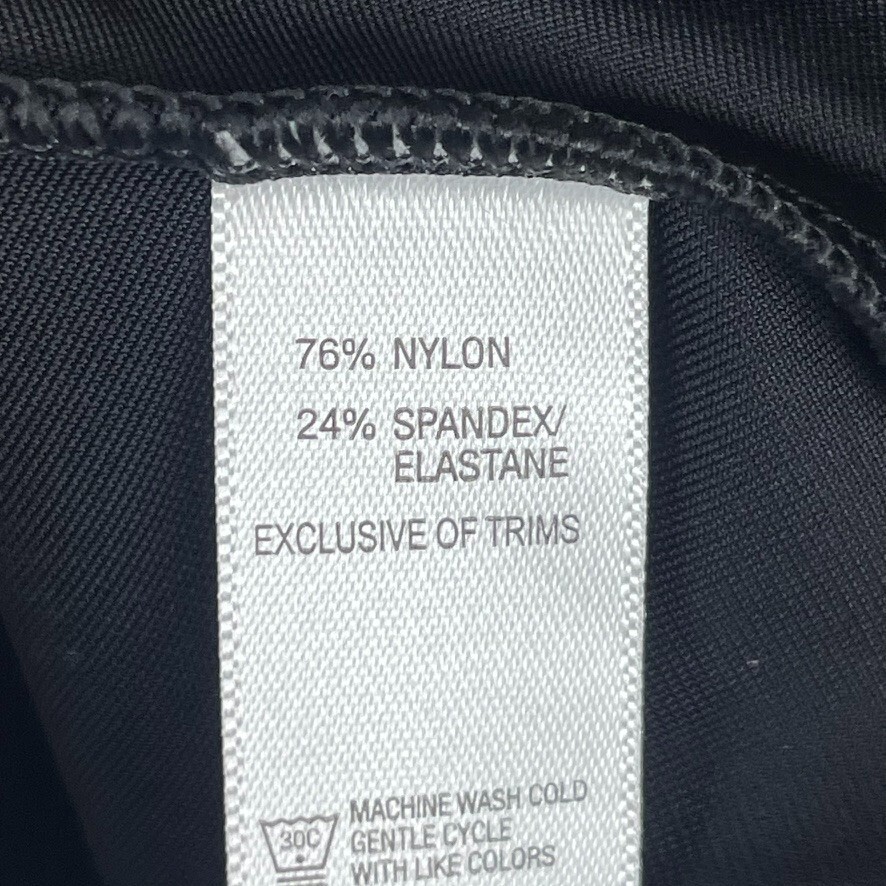 76% NYLON
24% SPANDEX/
ELASTANE
EXCLUSIVE OF TRIMS
MACHINE WASH COLD
30C GENTLE CYCLE
WITH LIKE COLORS